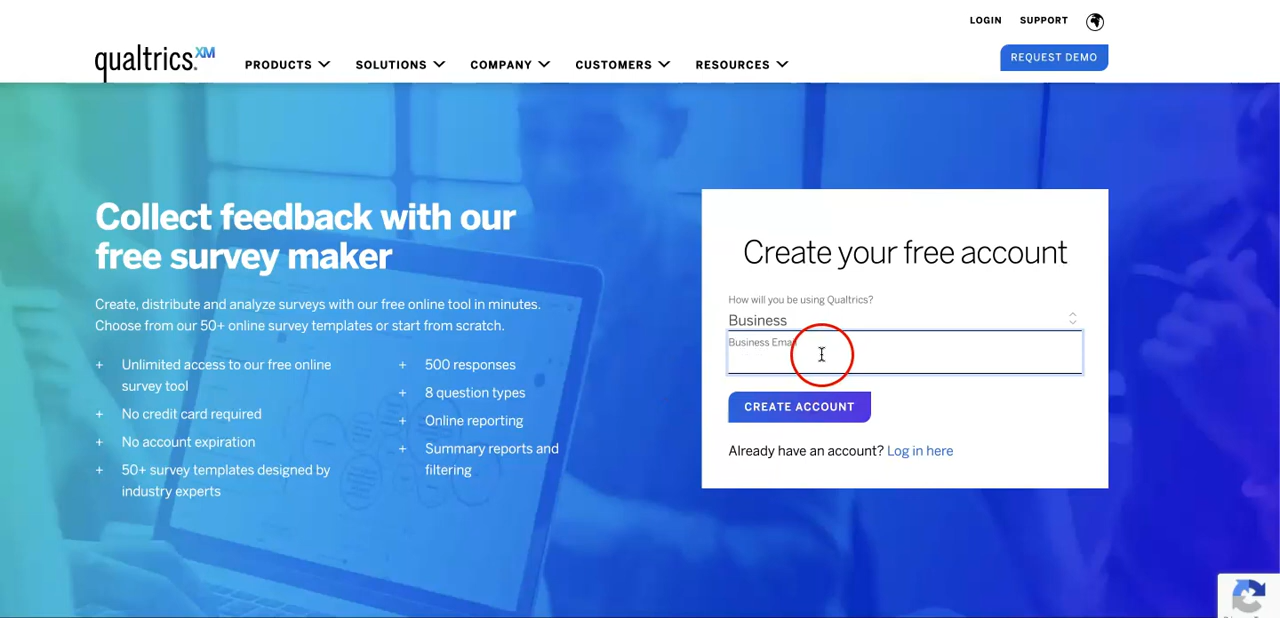 LOGIN SUPPORT
qualtrics.XM PRODUCTS SOLUTIONS COMPANY CUSTOMERS RESOURCES REQUEST DEMO
Collect feedback with our
free survey maker
Create, distribute and analyze surveys with our free online tool in minutes.
Choose from our 50+ online survey templates or start from scratch.
+ Unlimited access to our free online
survey tool
+ No credit card required
+ No account expiration
+ 50+ survey templates designed by
industry experts
+ 500 responses
+ 8 question types
+ Online reporting
+ Summary reports and
filtering
Create your free account
How will you be using Qualtrics?
Business
Business Email
CREATE ACCOUNT
Already have an account? Log in here